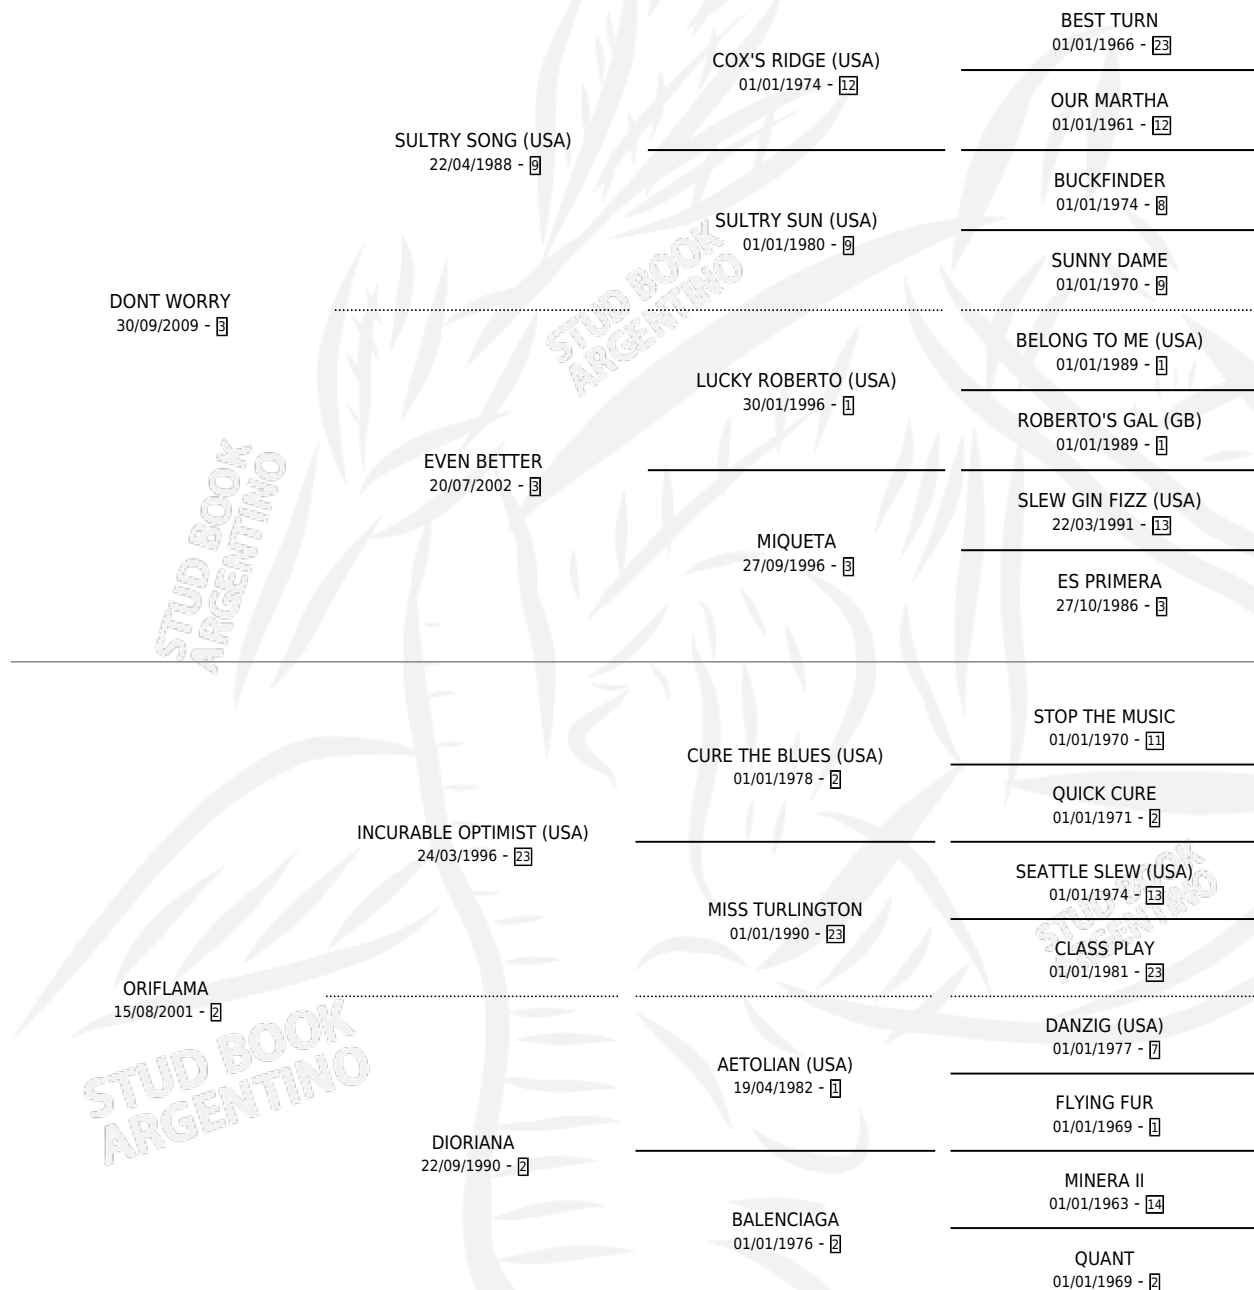 BEST TURN
01/01/1966 - 23
COX'S RIDGE (USA)
01/01/1974 - 12
OUR MARTHA
01/01/1961 - 12
SULTRY SONG (USA)
22/04/1988 - 9
BUCKFINDER
01/01/1974 - 8
SULTRY SUN (USA)
01/01/1980 - 9
SUNNY DAME
01/01/1970 - 9
STUD BOOK
ARGENTINO
DONT WORRY
30/09/2009 - 3
BELONG TO ME (USA)
01/01/1989 - 1
LUCKY ROBERTO (USA)
30/01/1996 - 1
ROBERTO'S GAL (GB)
01/01/1989 - 1
EVEN BETTER
20/07/2002 - 3
SLEW GIN FIZZ (USA)
22/03/1991 - 13
MIQUETA
27/09/1996 - 3
ES PRIMERA
27/10/1986 - 3
STUD BOOK
ARGENTINO
STOP THE MUSIC
01/01/1970 - 11
CURE THE BLUES (USA)
01/01/1978 - 2
QUICK CURE
01/01/1971 - 2
INCURABLE OPTIMIST (USA)
24/03/1996 - 23
SEATTLE SLEW (USA)
01/01/1974 - 13
MISS TURLINGTON
01/01/1990 - 23
CLASS PLAY
01/01/1981 - 23
STUD BOOK
ARGENTINO
ORIFLAMA
15/08/2001 - 2
DANZIG (USA)
01/01/1977 - 7
AETOLIAN (USA)
19/04/1982 - 1
FLYING FUR
01/01/1969 - 1
DIORIANA
22/09/1990 - 2
MINERA II
01/01/1963 - 14
BALENCIAGA
01/01/1976 - 2
QUANT
01/01/1969 - 2
STUD BOOK
ARGENTINO